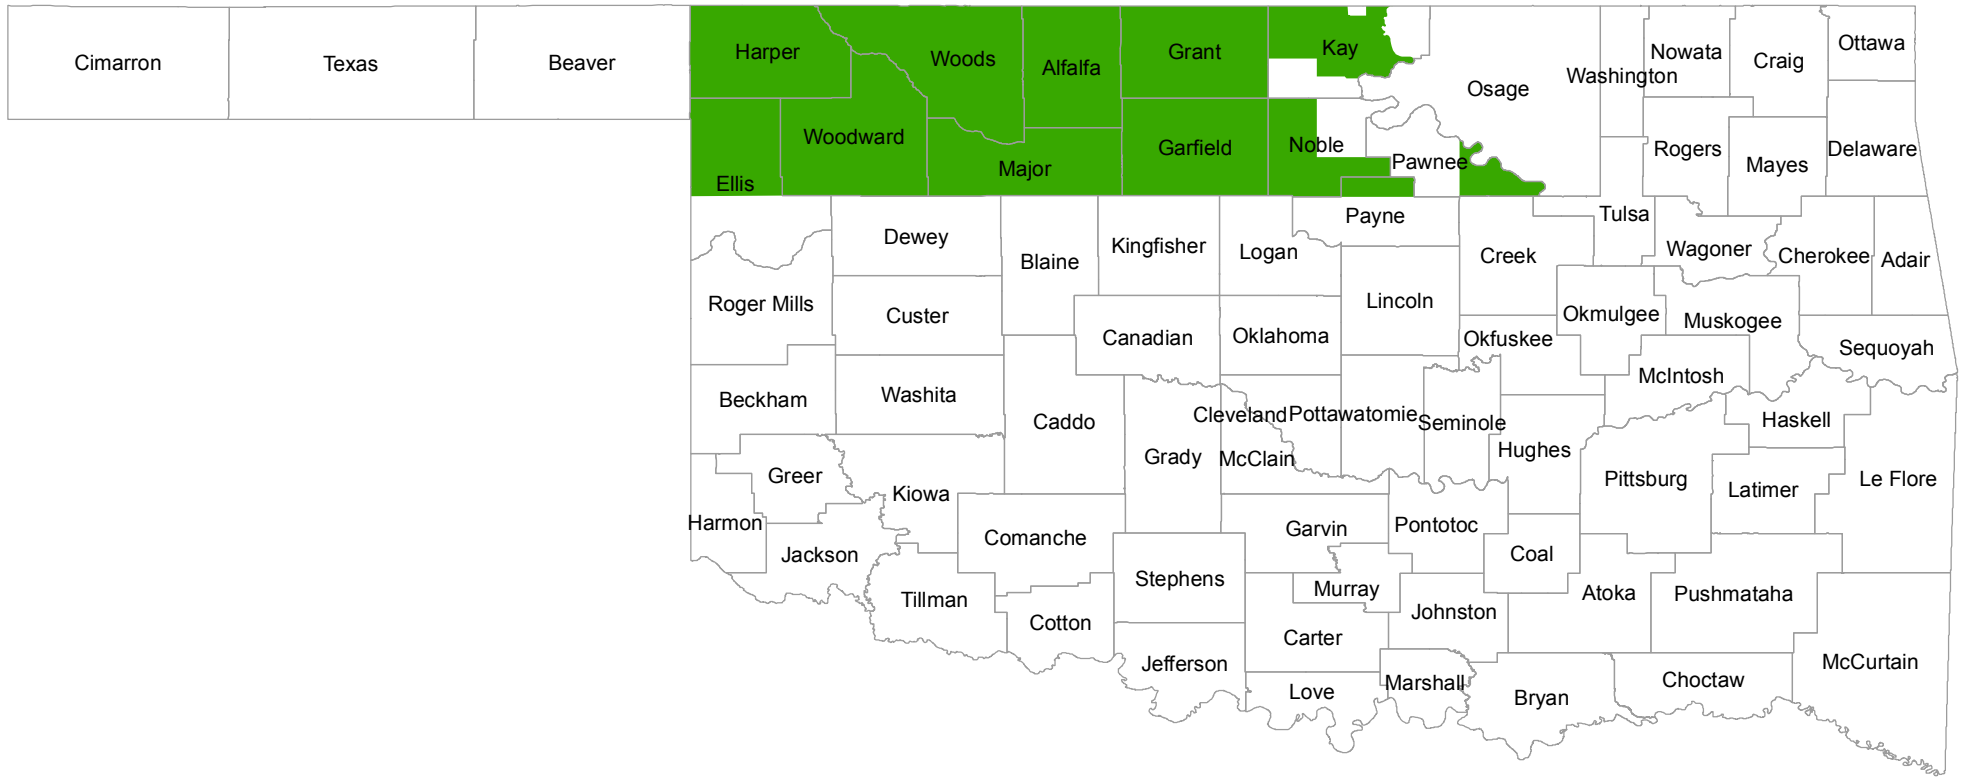 Cimarron
Texas
Beaver
Harper
Woods
Alfalfa
Grant
Kay
Osage
Washington
Nowata
Craig
Ottawa
Ellis
Woodward
Major
Garfield
Noble
Pawnee
Rogers
Mayes
Delaware
Dewey
Blaine
Kingfisher
Logan
Payne
Creek
Tulsa
Wagoner
Cherokee
Adair
Roger Mills
Custer
Canadian
Oklahoma
Lincoln
Okfuskee
Okmulgee
Muskogee
Sequoyah
Beckham
Washita
Caddo
Grady
Cleveland
McClain
Pottawatomie
Seminole
Hughes
McIntosh
Haskell
Pittsburg
Latimer
Le Flore
Greer
Harmon
Kiowa
Jackson
Comanche
Tillman
Cotton
Stephens
Garvin
Murray
Pontotoc
Coal
Johnston
Atoka
Pushmataha
Carter
Jefferson
Love
Marshall
Bryan
Choctaw
McCurtain